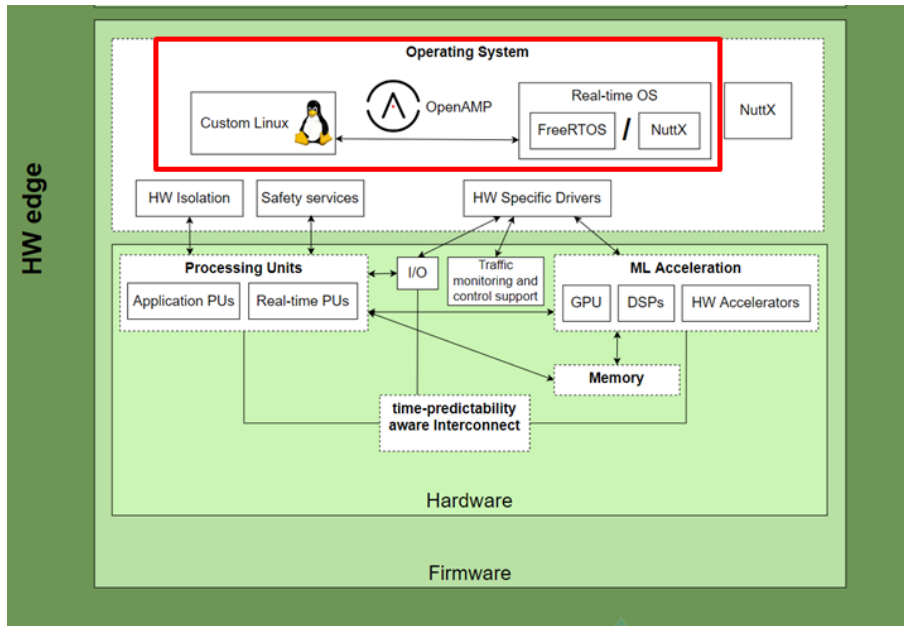 Operating System
Custom Linux
OpenAMP
Real-time OS
FreeRTOS
/
NuttX
NuttX
HW edge
HW Isolation
Safety services
HW Specific Drivers
Processing Units
Application PUs
Real-time PUs
I/O
Traffic
monitoring and
control support
ML Acceleration
GPU
DSPs
HW Accelerators
Memory
time-predictability
aware Interconnect
Hardware
Firmware